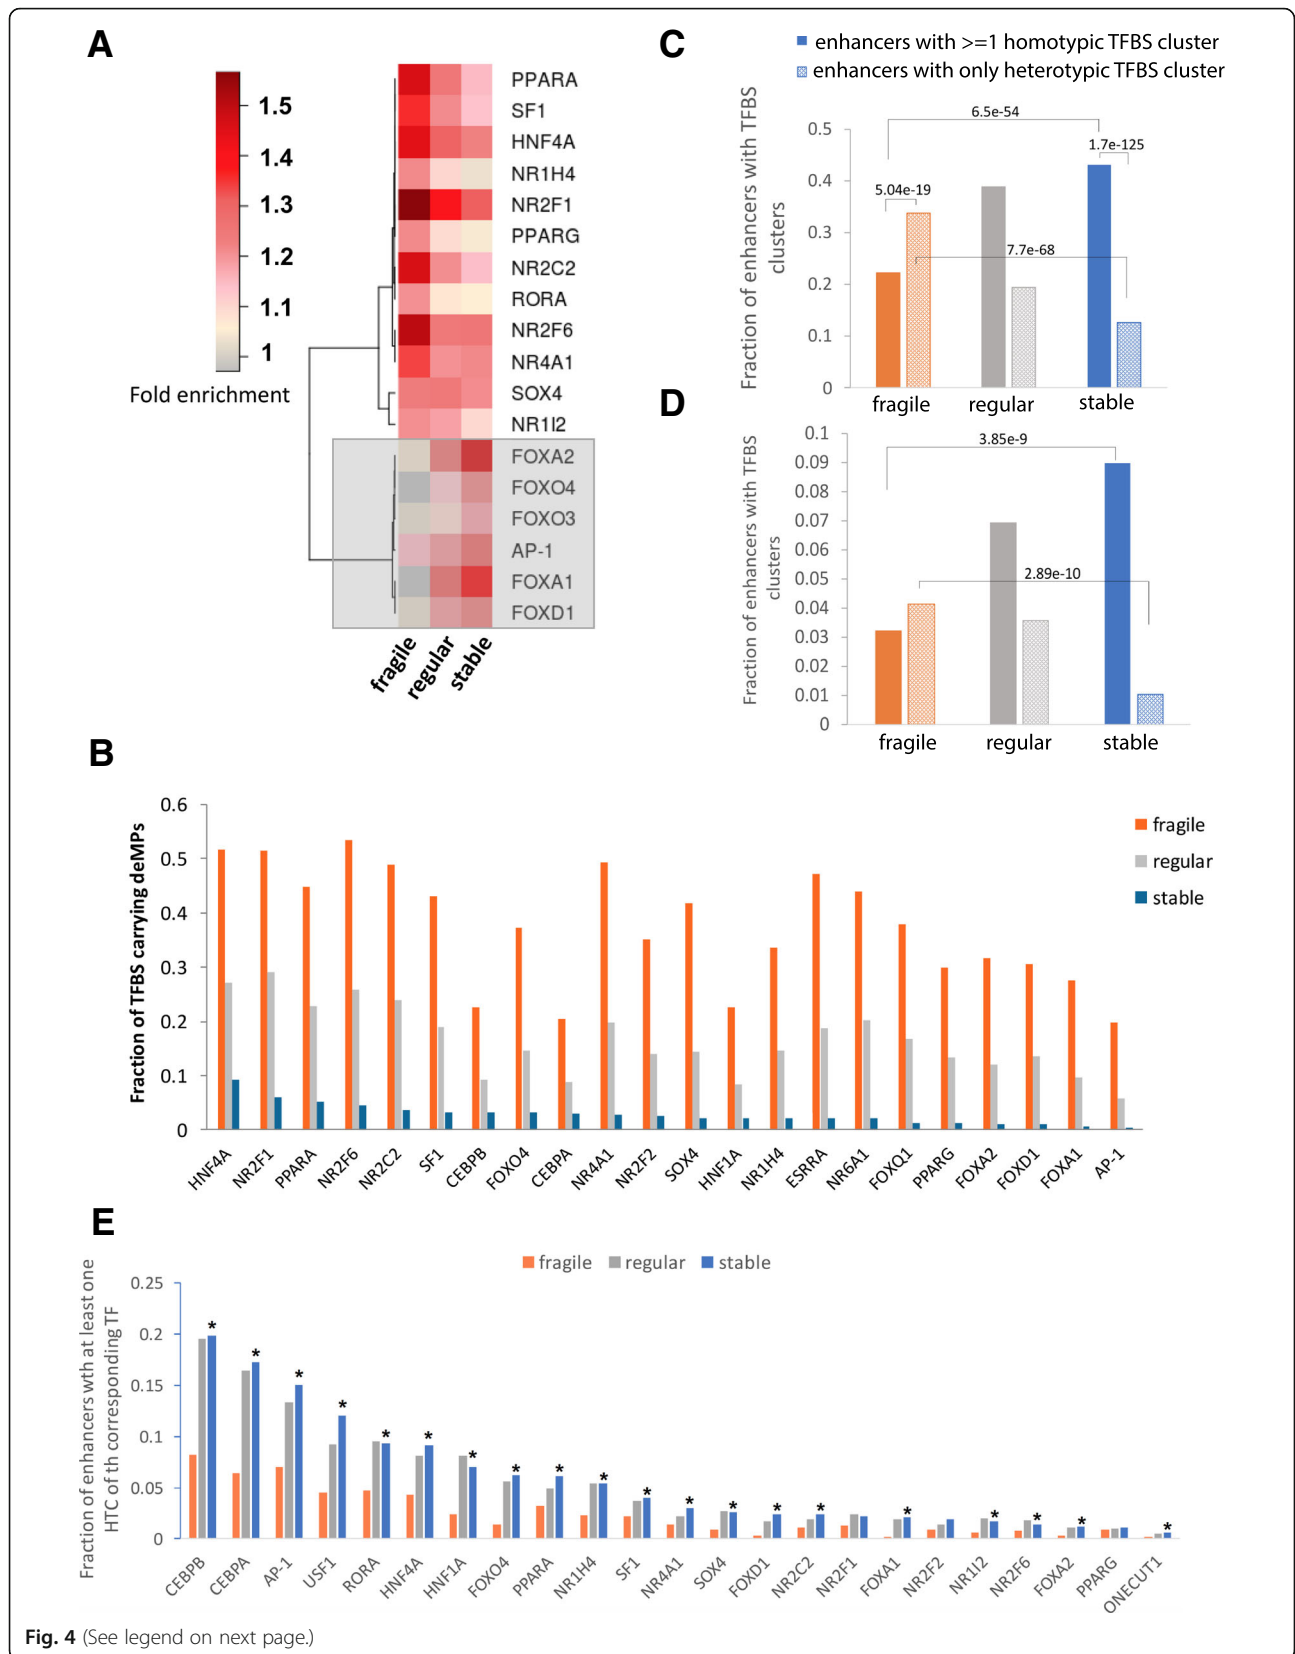 A
1.5
1.4
1.3
1.2
1.1
1
Fold enrichment
PPARA
SF1
HNF4A
NR1H4
NR2F1
PPARG
NR2C2
RORA
NR2F6
NR4A1
SOX4
NR1I2
FOXA2
FOXO4
FOXO3
AP-1
FOXA1
FOXD1
fragile
regular
stable
C
enhancers with >=1 homotypic TFBS cluster
enhancers with only heterotypic TFBS cluster
Fraction of enhancers with TFBS
clusters
0.5
0.4
0.3
0.2
0.1
0
6.5e-54
1.7e-125
5.04e-19
7.7e-68
fragile
regular
stable
D
Fraction of enhancers with TFBS
clusters
0.1
0.09
0.08
0.07
0.06
0.05
0.04
0.03
0.02
0.01
0
3.85e-9
2.89e-10
fragile
regular
stable
B
Fraction of TFBS carrying deMPs
0.6
0.5
0.4
0.3
0.2
0.1
0
fragile
regular
stable
HNF4A
NR2F1
PPARA
NR2F6
NR2C2
SF1
CEBPB
FOXO4
CEBPA
NR4A1
NR2F2
SOX4
HNF1A
NR1H4
ESRRA
NR6A1
FOXQ1
PPARG
FOXA2
FOXD1
FOXA1
AP-1
E
fragile
regular
stable
Fraction of enhancers wth at least one
HTC of th corresponding TF
0.25
0.2
0.15
0.1
0.05
0
* * * * * * * * * * * * * * * * * * * *
CEBPB
CEBPA
AP-1
USF1
RORA
HNF4A
HNF1A
FOXO4
PPARA
NR1H4
SF1
NR4A1
SOX4
FOXD1
NR2C2
NR2F1
FOXA1
NR2F2
NR1I2
NR2F6
FOXA2
PPARG
ONECUT1
Fig. 4 (See legend on next page.)